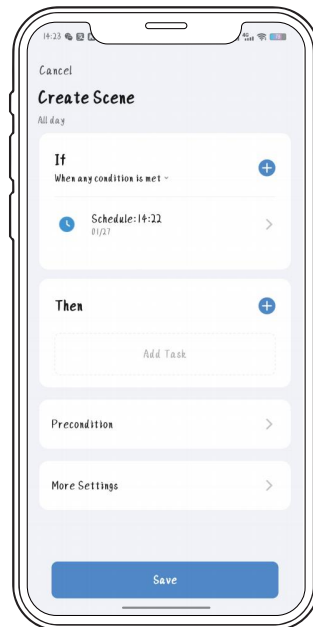 14:23
4G
Cancel
Create Scene
All day
If
When any condition is met
Schedule:14:22
01/27
Then
Add Task
Precondition
More Settings
Save